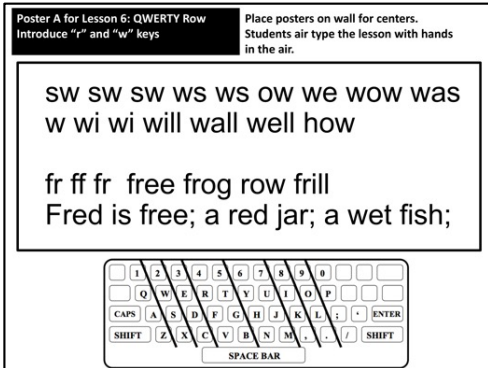 Poster A for Lesson 6: QWERTY Row
Introduce “r” and “w” keys
Place posters on wall for centers.
Students air type the lesson with hands
in the air.
sw sw sw ws ws ow we wow was
w wi wi will wall well how
fr ff fr  free frog row frill
Fred is free; a red jar; a wet fish;
1 2 3 4 5 6 7 8 9 0
Q W E R T Y U I O P
CAPS A S D F G H J K L ; ' ENTER
SHIFT Z X C V B N M , . / SHIFT
SPACE BAR